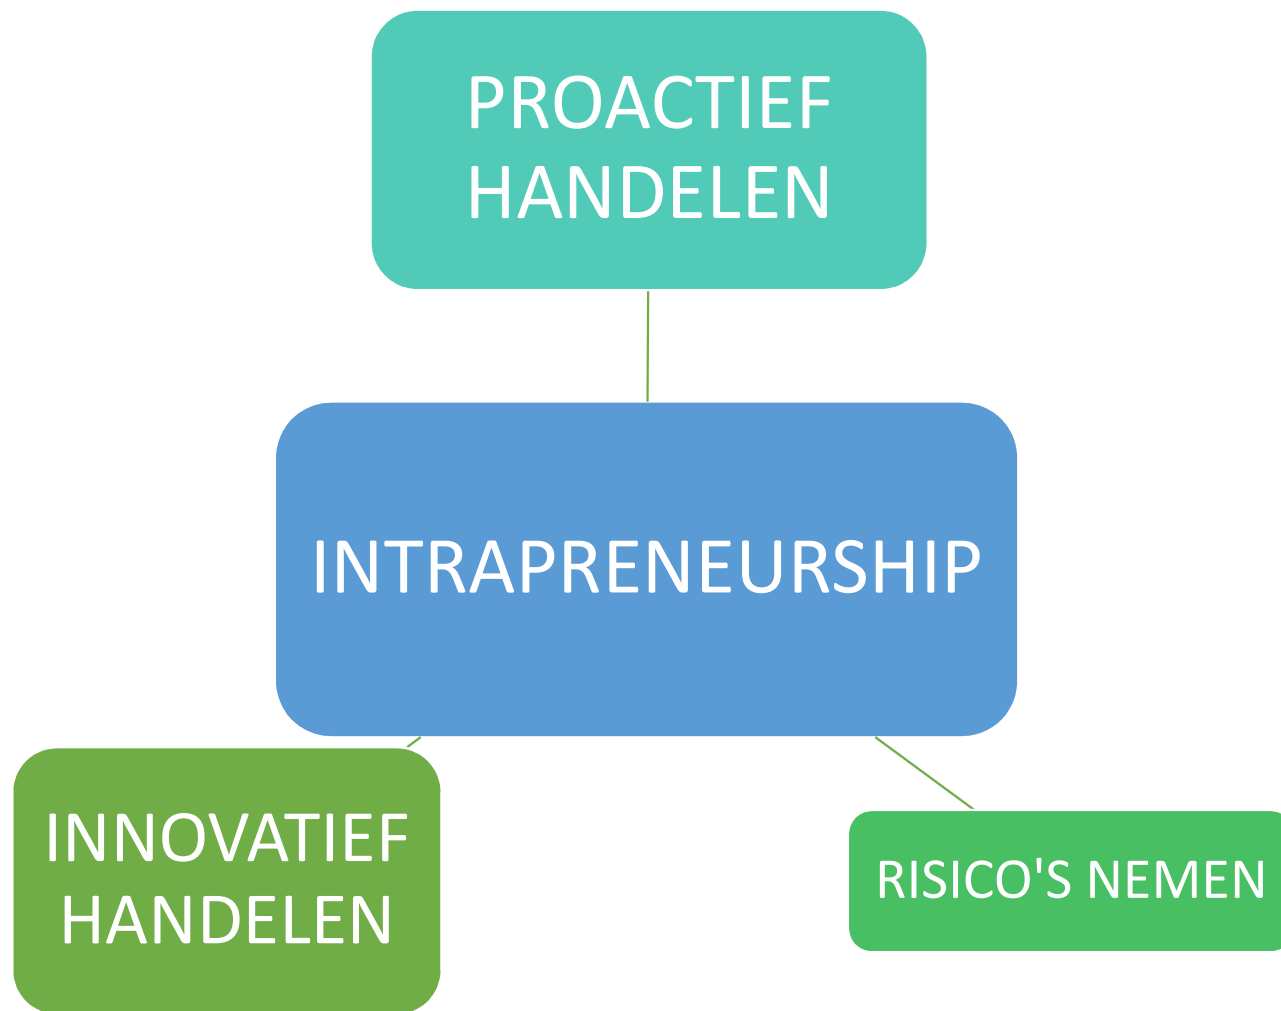 PROACTIEF
HANDELEN
INTRAPRENEURSHIP
INNOVATIEF
HANDELEN
RISICO'S NEMEN